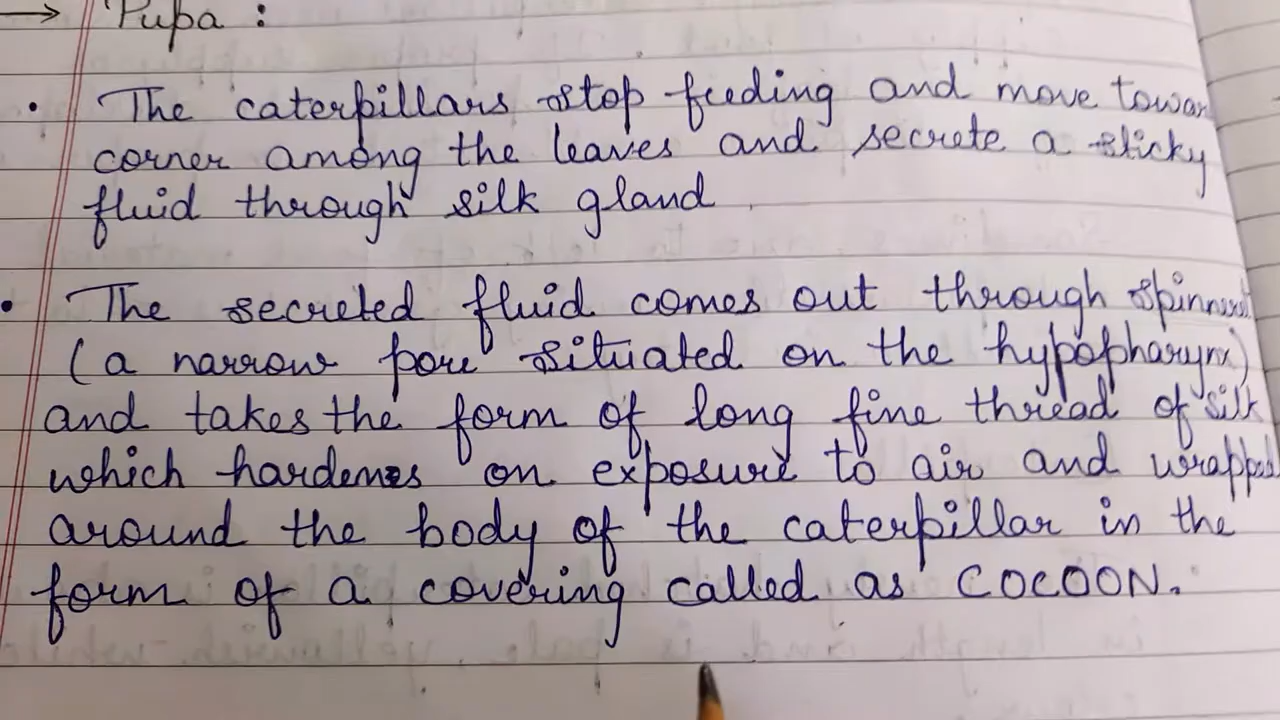 → Pupa :
• The caterpillars stop feeding and move towar
corner among the leaves and secrete a sticky
fluid through silk gland
• The secreted fluid comes out through
(a narrow pore situated on the hypopharynx)
and takes the form of long fine thread of silk
which hardenes on exposure to air and wrapped
around the body of the caterpillar in the
form of a covering called as COCOON.